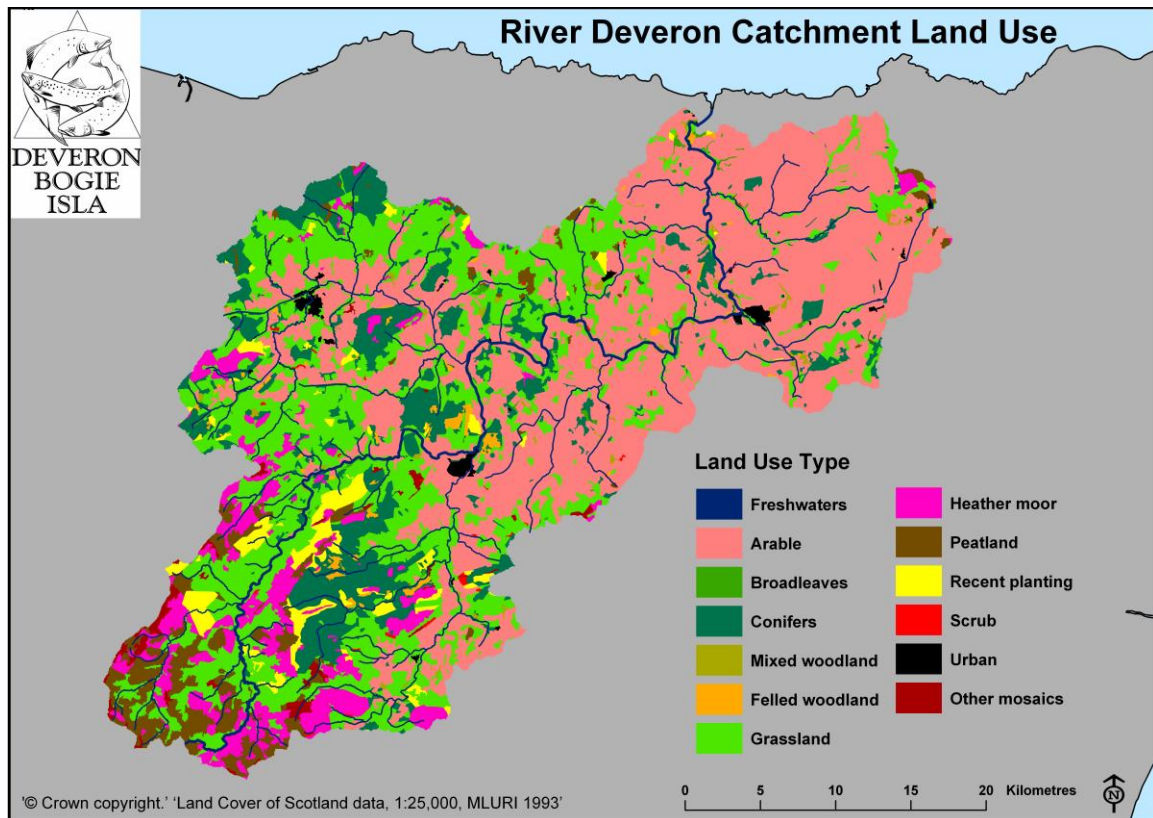 River Deveron Catchment Land Use
DEVERON
BOGIE
ISLA
Land Use Type
Freshwaters
Arable
Broadleaves
Conifers
Mixed woodland
Felled woodland
Grassland
Heather moor
Peatland
Recent planting
Scrub
Urban
Other mosaics
'© Crown copyright.' 'Land Cover of Scotland data, 1:25,000, MLURI 1993'
0 5 10 15 20 Kilometres
N